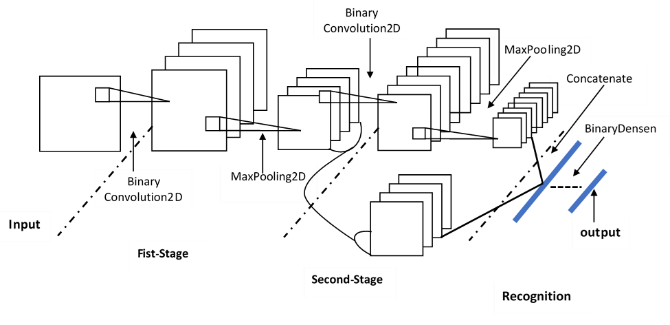 Binary
Convolution2D
MaxPooling2D
Concatenate
BinaryDensen
Binary
Convolution2D
MaxPooling2D
Input
output
Fist-Stage
Second-Stage
Recognition